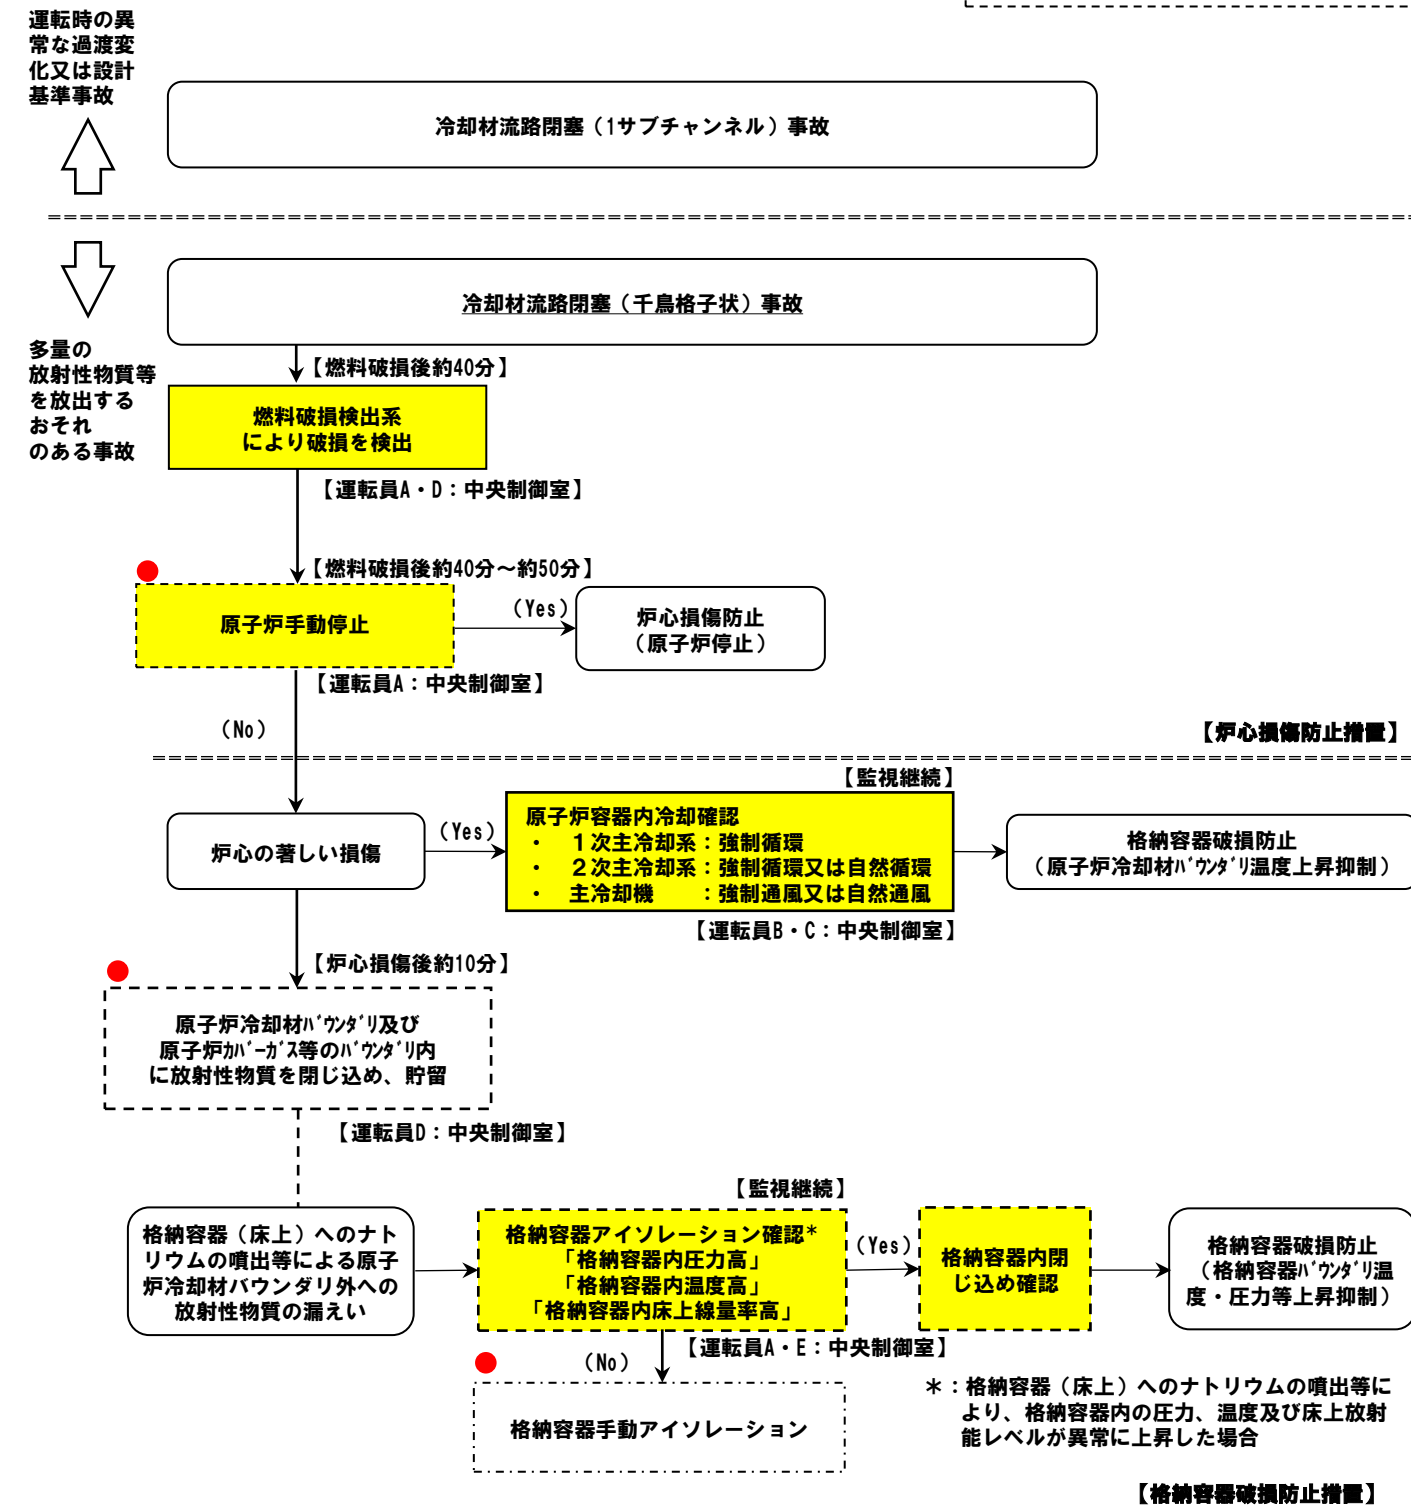 運転時の異
常な過渡変
化又は設計
基準事故
冷却材流路閉塞（1サブチャンネル）事故
冷却材流路閉塞（千鳥格子状）事故
多量の
放射性物質等
を放出する
おそれ
のある事故
【燃料破損後約40分】
燃料破損検出系
により破損を検出
【運転員A・D：中央制御室】
【燃料破損後約40分～約50分】
原子炉手動停止
（Yes）
炉心損傷防止
（原子炉停止）
【運転員A：中央制御室】
（No）
【炉心損傷防止措置】
【監視継続】
炉心の著しい損傷
（Yes）
原子炉容器内冷却確認
・　１次主冷却系：強制循環
・　２次主冷却系：強制循環又は自然循環
・　主冷却機　　：強制通風又は自然通風
格納容器破損防止
（原子炉冷却材ﾊﾞｳﾝﾀﾞﾘ温度上昇抑制）
【運転員B・C：中央制御室】
【炉心損傷後約10分】
原子炉冷却材ﾊﾞｳﾝﾀﾞﾘ及び
原子炉ｶﾊﾞｰｶﾞｽ等のﾊﾞｳﾝﾀﾞﾘ内
に放射性物質を閉じ込め、貯留
【運転員D：中央制御室】
【監視継続】
格納容器（床上）へのナト
リウムの噴出等による原子
炉冷却材バウンダリ外への
放射性物質の漏えい
格納容器アイソレーション確認＊
「格納容器内圧力高」
「格納容器内温度高」
「格納容器内床上線量率高」
（Yes）
格納容器内閉
じ込め確認
格納容器破損防止
（格納容器ﾊﾞｳﾝﾀﾞﾘ温
度・圧力等上昇抑制）
【運転員A・E：中央制御室】
（No）
格納容器手動アイソレーション
＊：格納容器（床上）へのナトリウムの噴出等に
より、格納容器内の圧力、温度及び床上放射
能レベルが異常に上昇した場合
【格納容器破損防止措置】